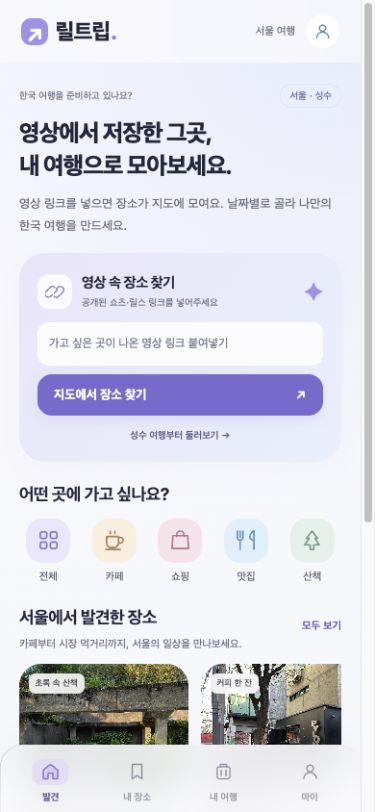 릴트립.
서울 여행
한국 여행을 준비하고 있나요?
서울 · 성수
영상에서 저장한 그곳,
내 여행으로 모아보세요.
영상 링크를 넣으면 장소가 지도에 모여요. 날짜별로 골라 나만의
한국 여행을 만드세요.
영상 속 장소 찾기
공개된 쇼츠·릴스 링크를 넣어주세요
가고 싶은 곳이 나온 영상 링크 붙여넣기
지도에서 장소 찾기
성수 여행부터 둘러보기 →
어떤 곳에 가고 싶나요?
전체
카페
쇼핑
맛집
산책
서울에서 발견한 장소
모두 보기
카페부터 시장 먹거리까지, 서울의 일상을 만나보세요.
초록 속 산책
커피 한 잔
발견
내 장소
내 여행
마이